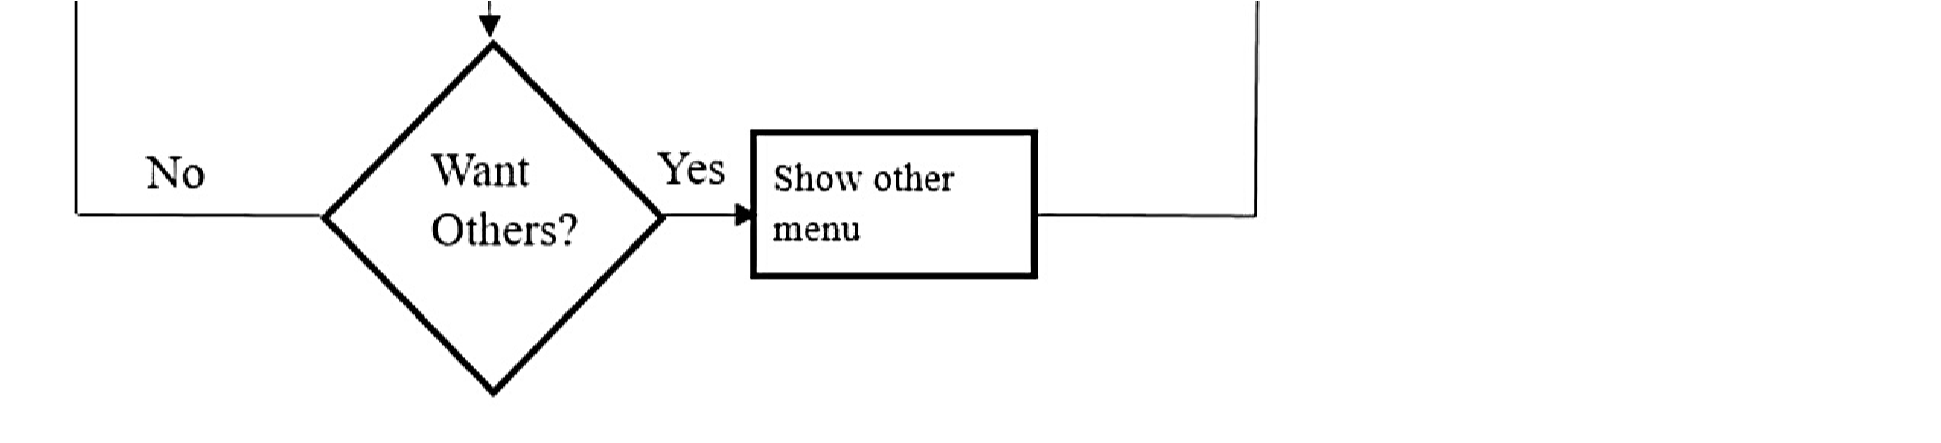 No
Want
Others?
Yes
Show other
menu